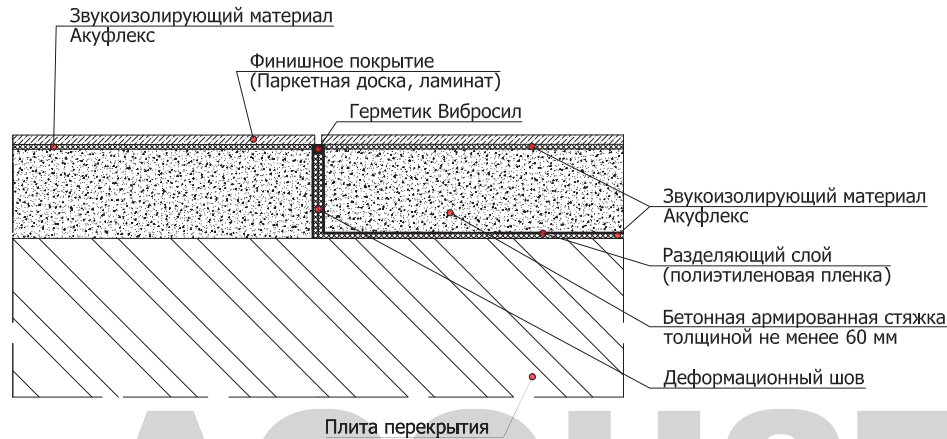 Звукоизолирующий материал
Акуфлекс
Финишное покрытие
(Паркетная доска, ламинат)
Герметик Вибросил
Звукоизолирующий материал
Акуфлекс
Разделяющий слой
(полиэтиленовая пленка)
Бетонная армированная стяжка
толщиной не менее 60 мм
Деформационный шов
Плита перекрытия